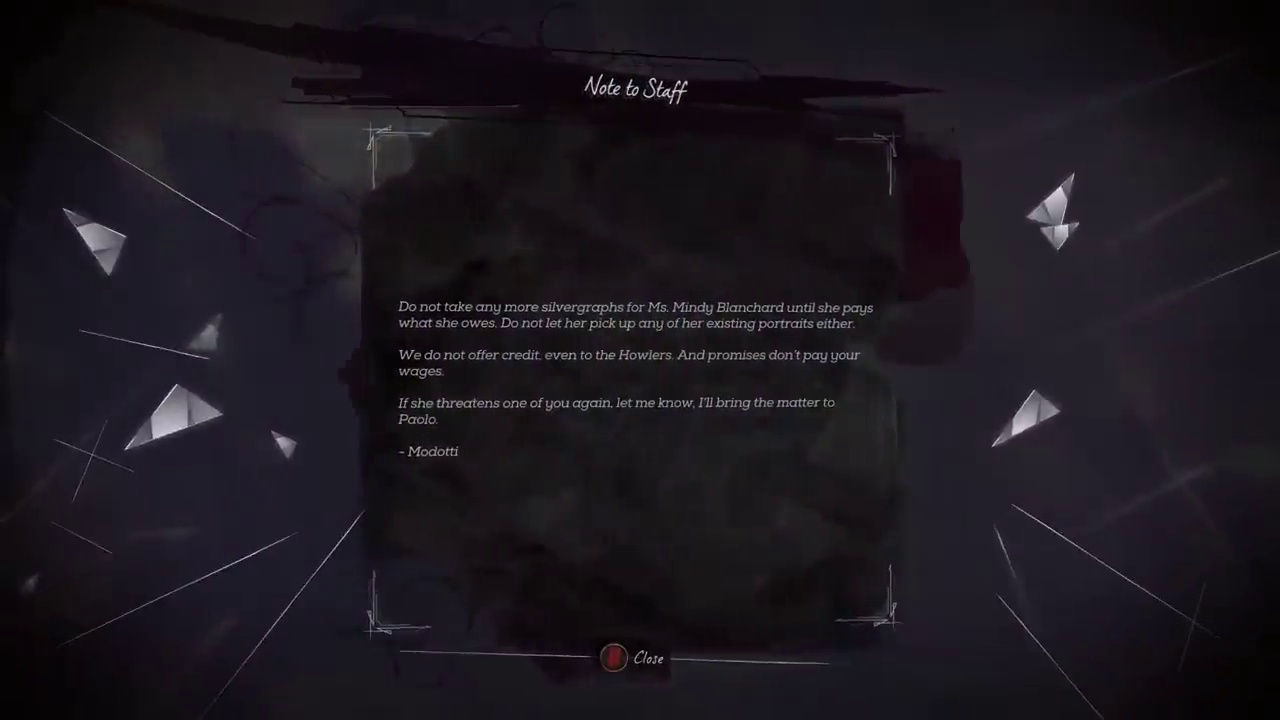 Note to Staff
Do not take any more silvergraphs for Ms. Mindy Blanchard until she pays
what she owes. Do not let her pick up any of her existing portraits either.
We do not offer credit, even to the Howlers. And promises don't pay your
wages.
If she threatens one of you again, let me know, I'll bring the matter to
Paolo.
- Modotti
Close